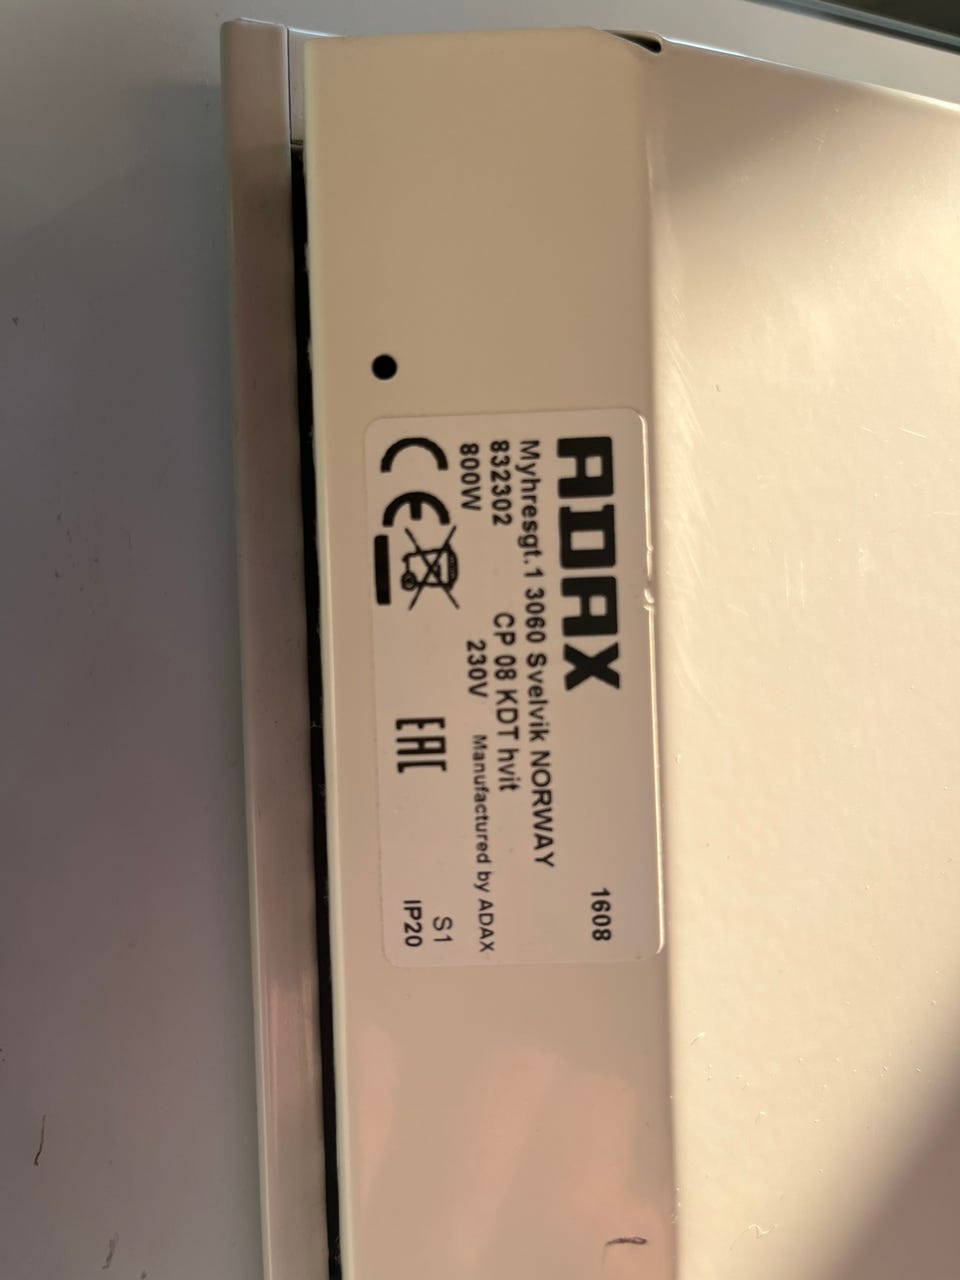 ADAX
1608
Myhresgt.1 3060 Svelvik NORWAY
832302 CP 08 KDT hvit
800W 230V Manufactured by ADAX
S1
CE EAC IP20